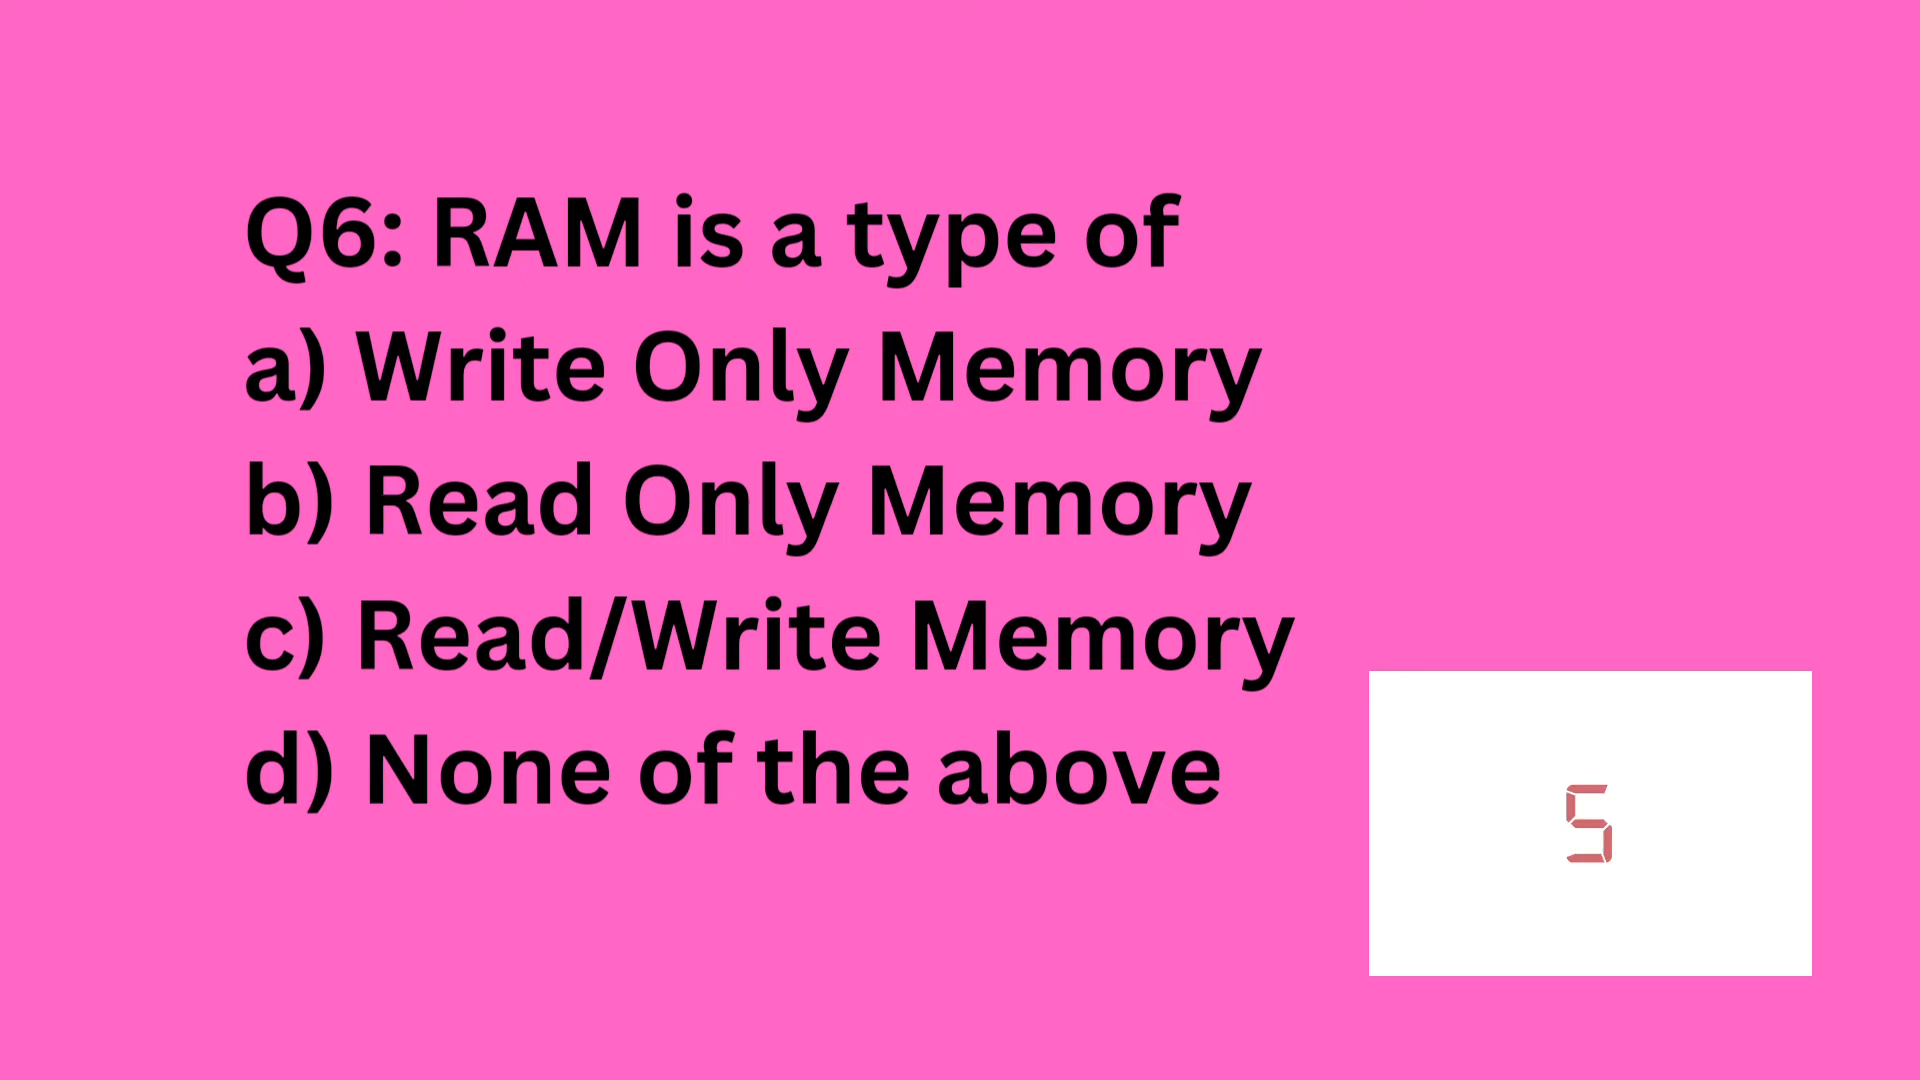 Q6: RAM is a type of
a) Write Only Memory
b) Read Only Memory
c) Read/Write Memory
d) None of the above
5